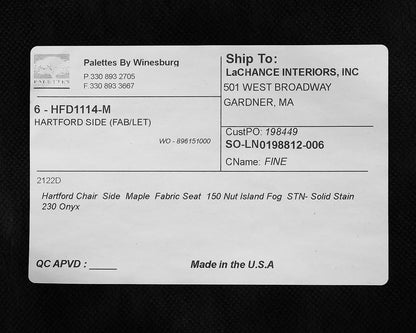 PALETTES
Palettes By Winesburg
P.330 893 2705
F.330 893 3667
Ship To:
LaCHANCE INTERIORS, INC
501 WEST BROADWAY
GARDNER, MA
6 - HFD1114-M
HARTFORD SIDE (FAB/LET)
WO - 896151000
CustPO: 198449
SO-LN0198812-006
CName: FINE
2122D
Hartford Chair Side Maple Fabric Seat 150 Nut Island Fog STN- Solid Stain
230 Onyx
QC APVD : _____
Made in the U.S.A